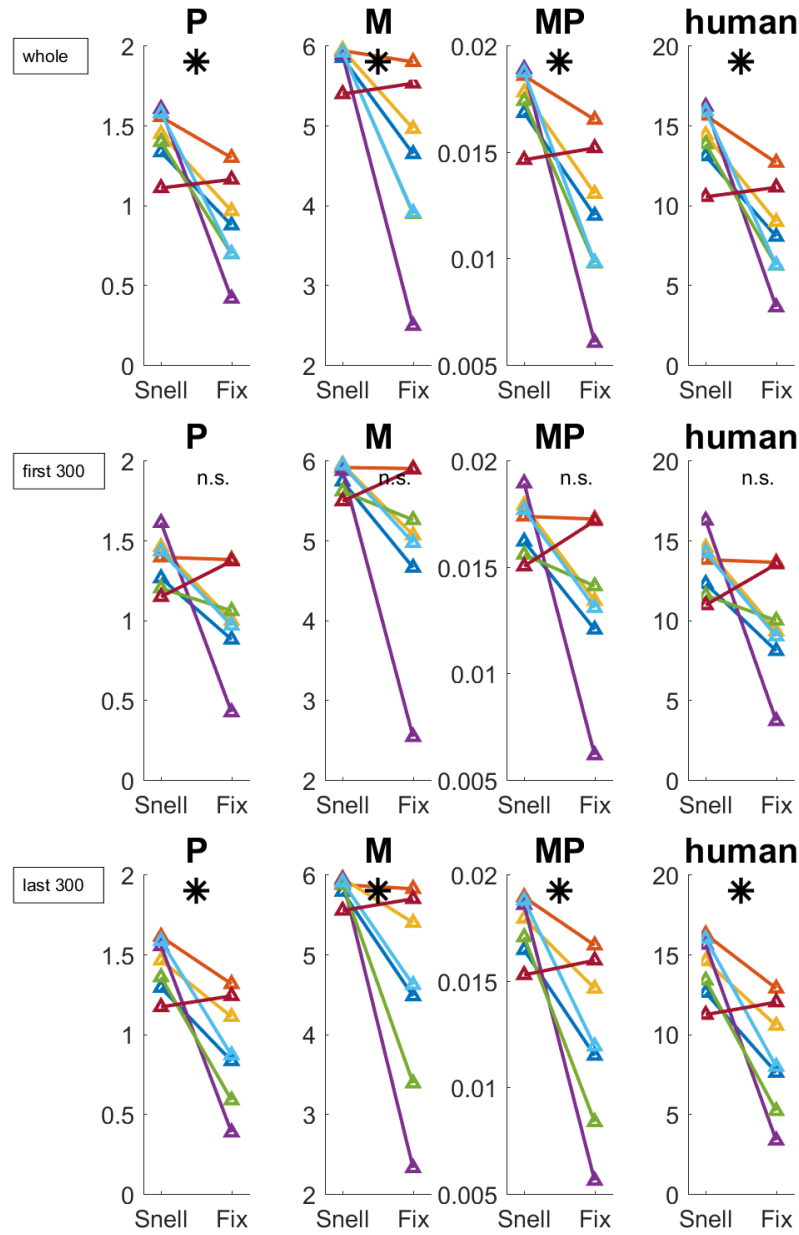 P M MP human
whole
2 6 0.02 20
✱ ✱ ✱ ✱
1.5 5 0.015 15
1 4 0.01 10
0.5 3 5
0 2 0.005 0
Snell Fix Snell Fix Snell Fix Snell Fix
P M MP human
first 300
2 6 0.02 20
n.s. n.s. n.s. n.s.
1.5 5 0.015 15
1 4 0.01 10
0.5 3 5
0 2 0.005 0
Snell Fix Snell Fix Snell Fix Snell Fix
P M MP human
last 300
2 6 0.02 20
✱ ✱ ✱ ✱
1.5 5 0.015 15
1 4 0.01 10
0.5 3 5
0 2 0.005 0
Snell Fix Snell Fix Snell Fix Snell Fix